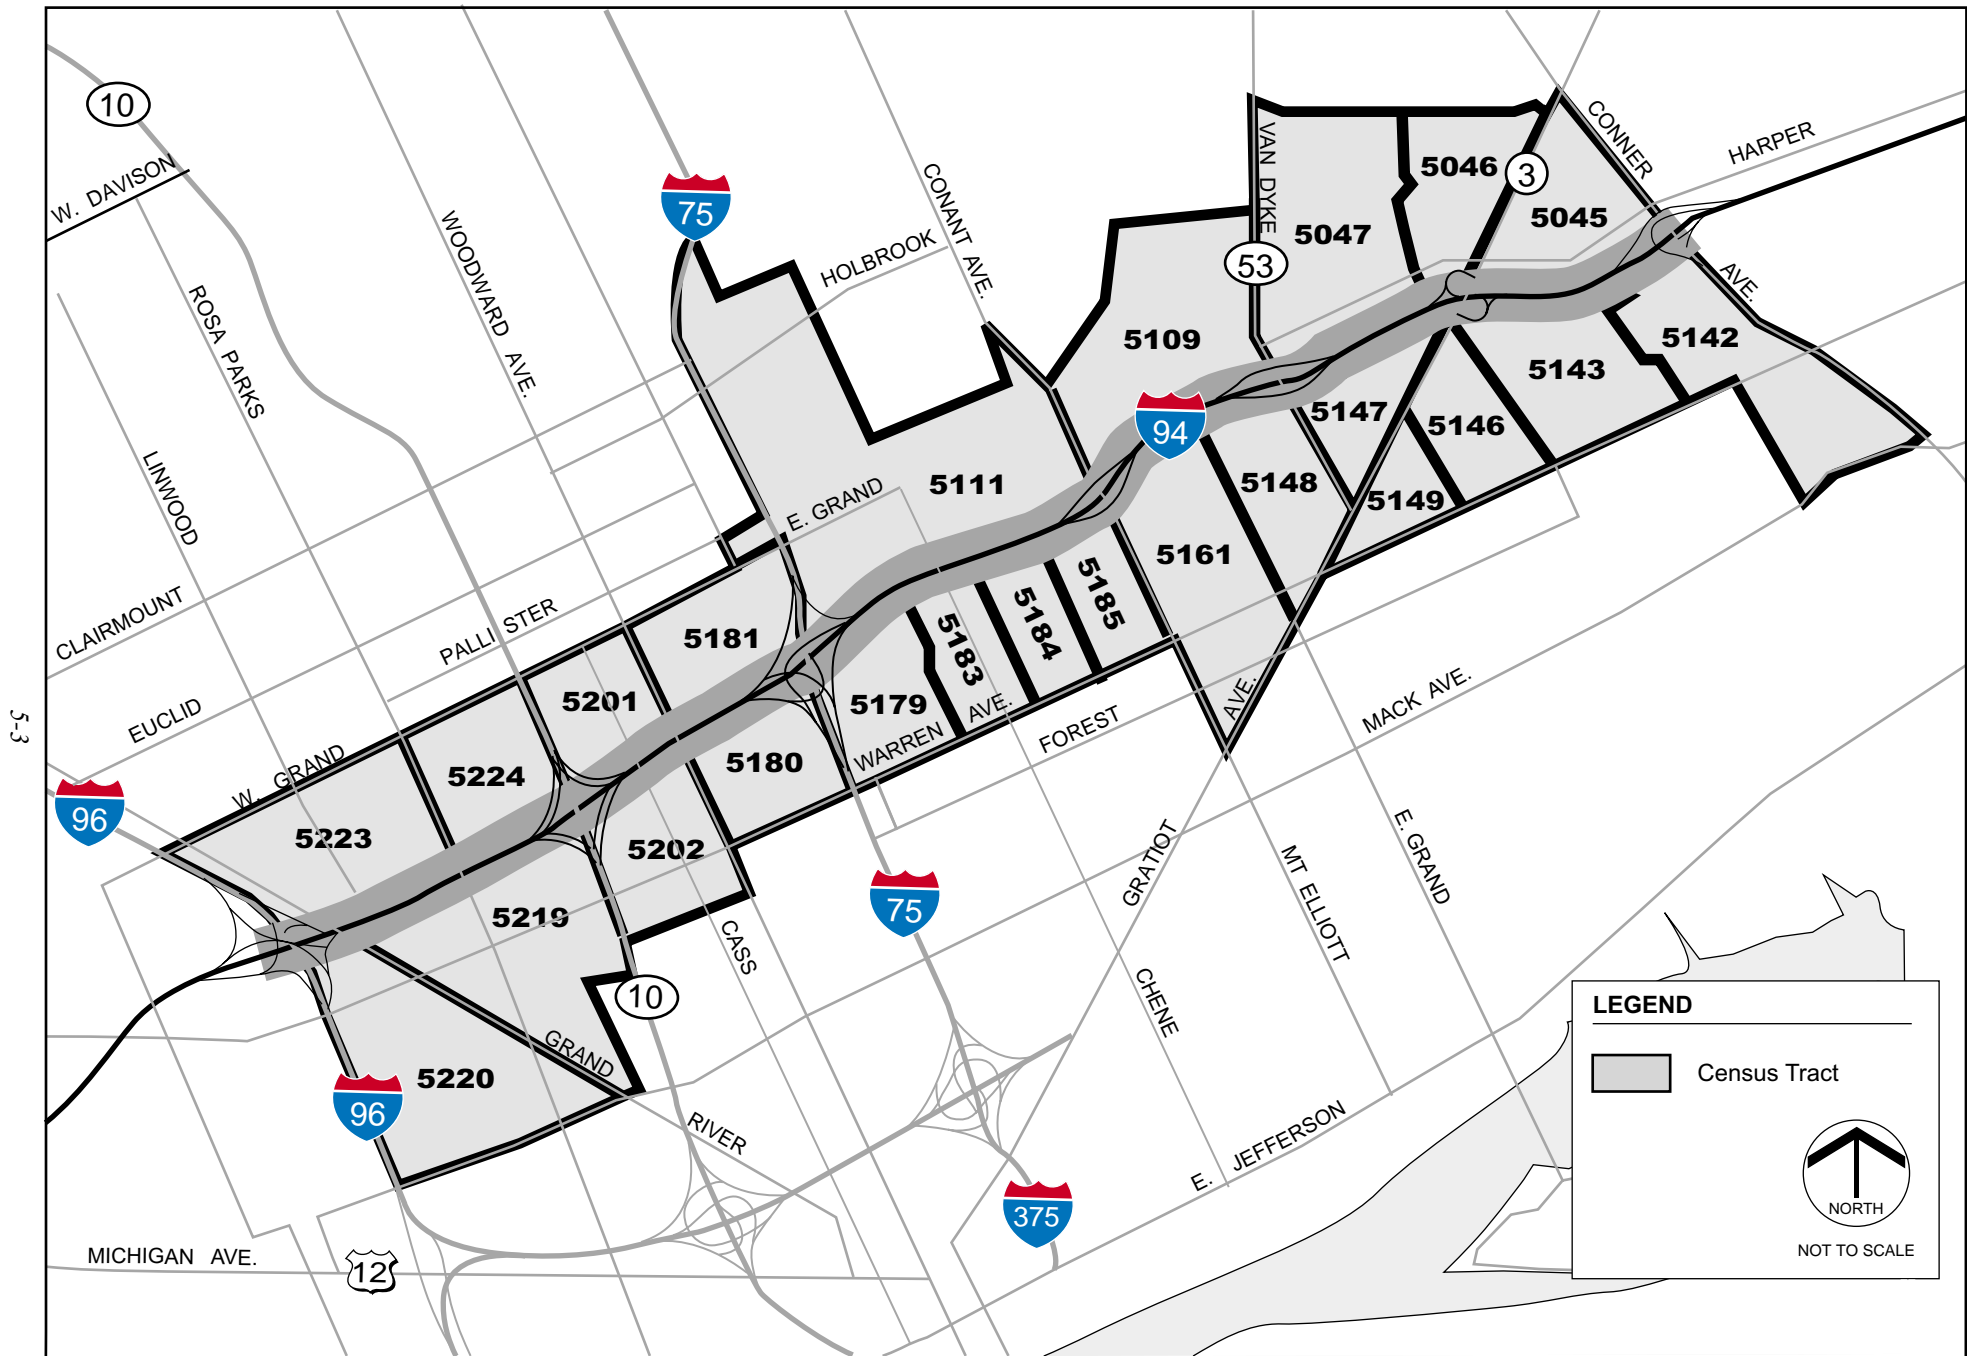 10
W. DAVISON
ROSA PARKS
LINWOOD
WOODWARD AVE.
75
CONANT AVE.
HOLBROOK
VAN DYKE
53
5046
3
5047
5045
CONNER
AVE.
HARPER
5109
5142
5143
94
5147
5146
5148
5149
5111
E. GRAND
5161
5185
5184
5183
CLAIRMOUNT
EUCLID
PALLISTER
W. GRAND
5181
5201
5179
WARREN AVE.
5180
5224
5223
5202
5219
5220
96
96
10
GRAND
RIVER
CASS
75
FOREST
AVE.
MACK AVE.
GRATIOT
MT ELLIOTT
E. GRAND
CHENE
E. JEFFERSON
375
MICHIGAN AVE.
12
LEGEND
Census Tract
NORTH
NOT TO SCALE
5-3